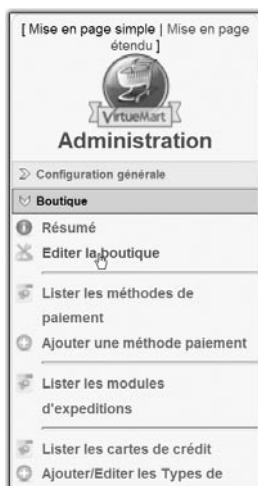 [ Mise en page simple | Mise en page
étendu ]
VirtueMart
Administration
Configuration générale
Boutique
Résumé
Editer la boutique
Lister les méthodes de
paiement
Ajouter une méthode paiement
Lister les modules
d'expeditions
Lister les cartes de crédit
Ajouter/Editer les Types de